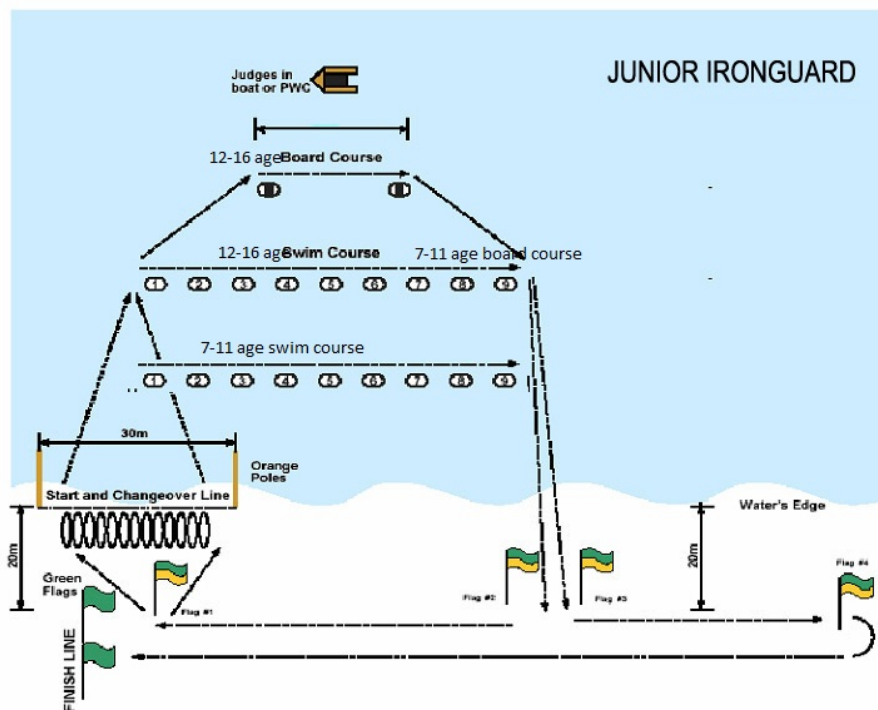 JUNIOR IRONGUARD
Judges in
boat or PWC
12-16 age Board Course
12-16 age Swim Course
7-11 age board course
1 2 3 4 5 6 7 8 9
7-11 age swim course
1 2 3 4 5 6 7 8 9
30m
Orange
Poles
Start and Changeover Line
Water's Edge
20m
20m
Green
Flags
Flag #1
Flag #2
Flag #3
Flag #4
FINISH LINE